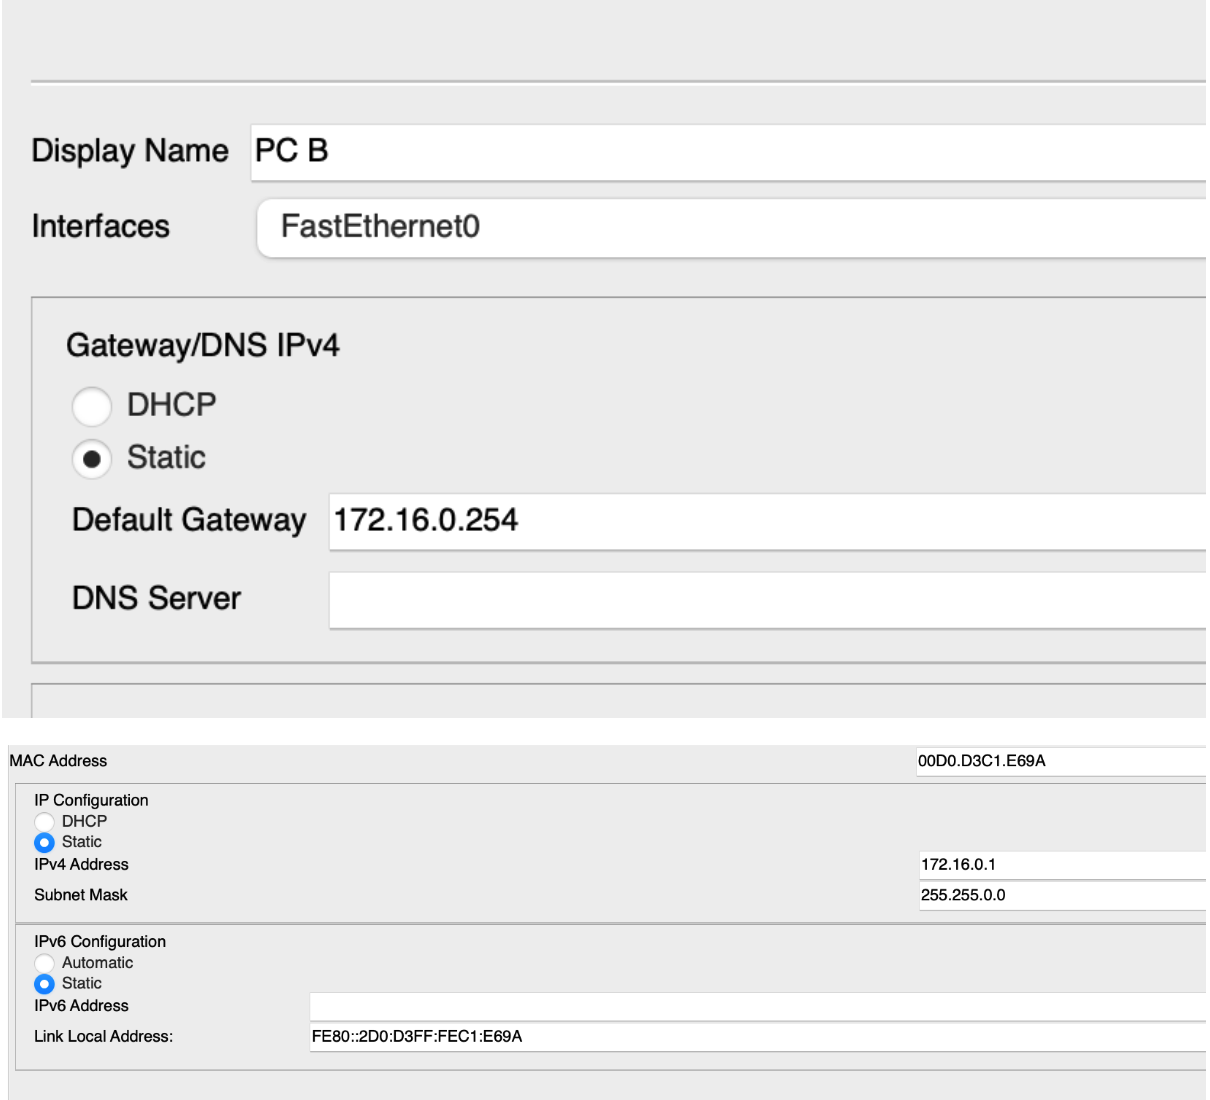 Display Name PC B
Interfaces FastEthernet0
Gateway/DNS IPv4
DHCP
Static
Default Gateway 172.16.0.254
DNS Server
MAC Address 00D0.D3C1.E69A
IP Configuration
DHCP
Static
IPv4 Address 172.16.0.1
Subnet Mask 255.255.0.0
IPv6 Configuration
Automatic
Static
IPv6 Address
Link Local Address: FE80::2D0:D3FF:FEC1:E69A